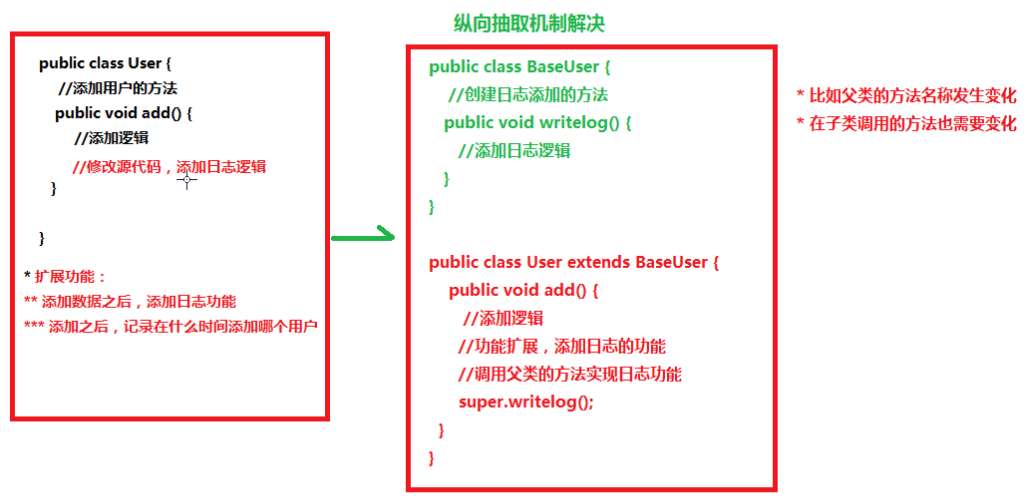 纵向抽取机制解决
public class User {
//添加用户的方法
public void add() {
//添加逻辑
//修改源代码，添加日志逻辑
}
}
* 扩展功能：
** 添加数据之后，添加日志功能
*** 添加之后，记录在什么时间添加哪个用户
public class BaseUser {
//创建日志添加的方法
public void writelog() {
//添加日志逻辑
}
}
public class User extends BaseUser {
public void add() {
//添加逻辑
//功能扩展，添加日志的功能
//调用父类的方法实现日志功能
super.writelog();
}
}
* 比如父类的方法名称发生变化
* 在子类调用的方法也需要变化